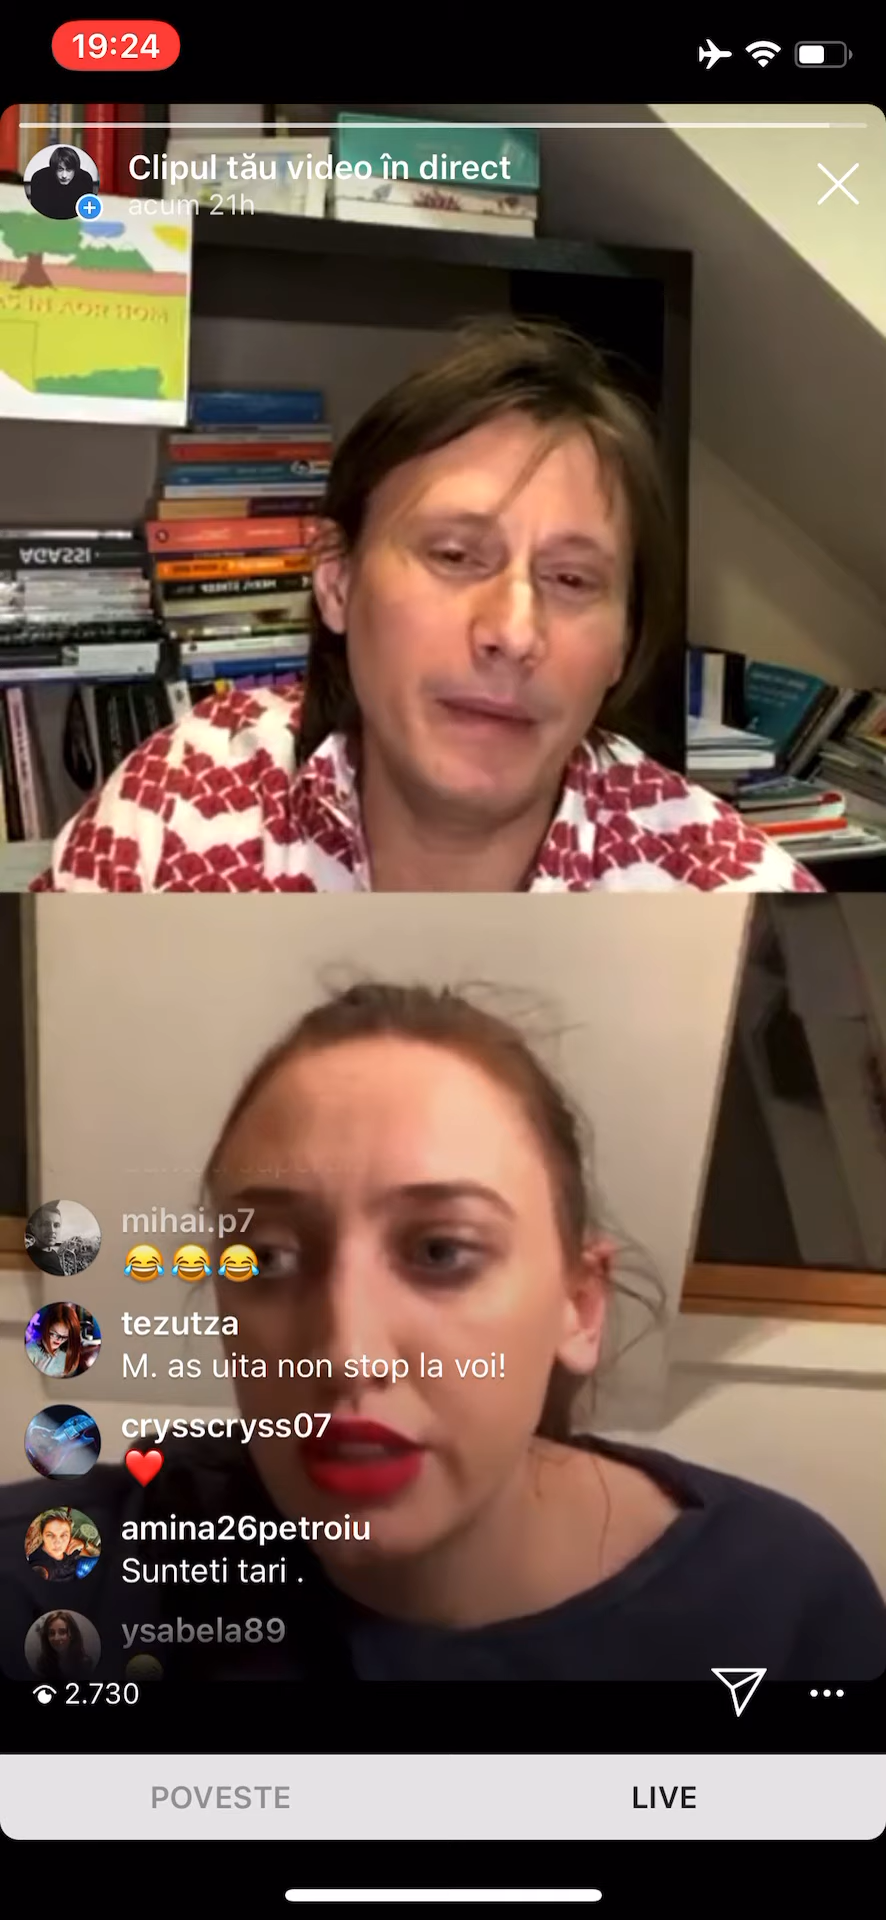 19:24
Clipul tău video în direct
acum 21h
AGASSI
mihai.p7
😂😂😂
tezutza
M. as uita non stop la voi!
crysscryss07
❤️
amina26petroiu
Sunteti tari .
ysabela89
2.730
POVESTE
LIVE